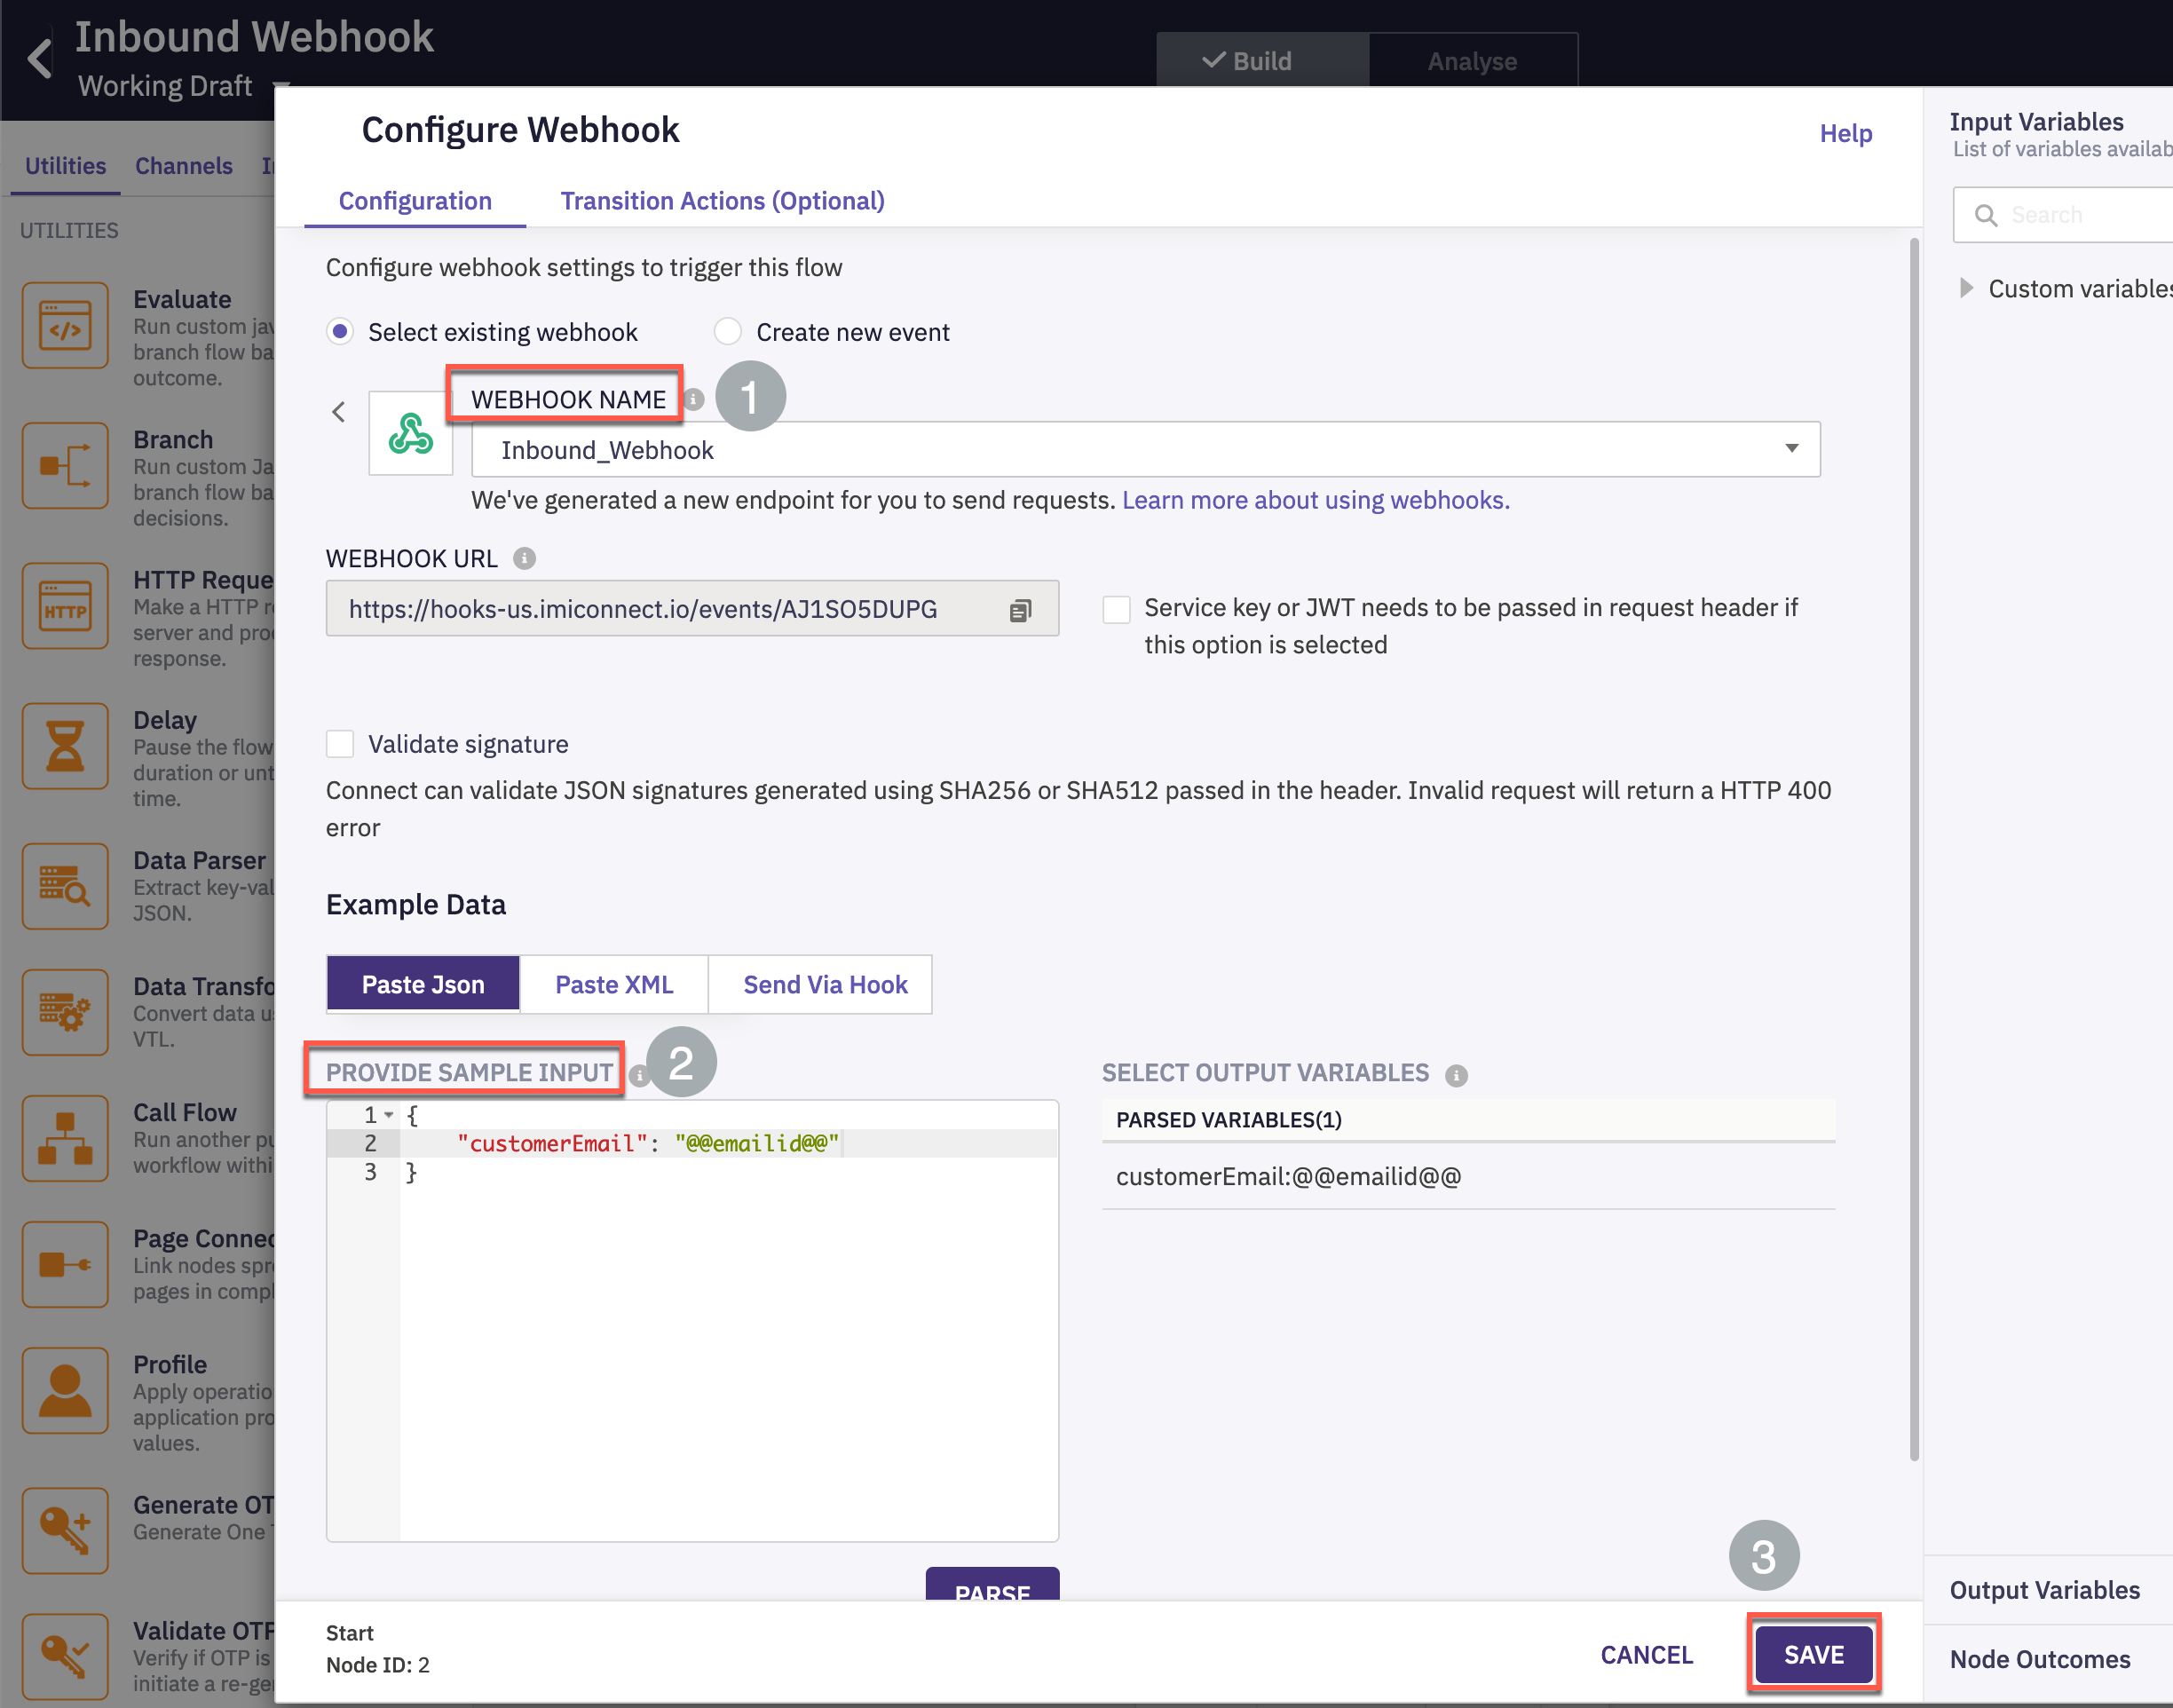 Inbound Webhook
Working Draft
Build
Analyse
Utilities
Channels
UTILITIES
Evaluate
Run custom jav
branch flow ba
outcome.
Branch
Run custom Ja
branch flow ba
decisions.
HTTP Reque
HTTP
Make a HTTP r
server and pro
response.
Delay
Pause the flow
duration or unt
time.
Data Parser
Extract key-val
JSON.
Data Transfo
Convert data u
VTL.
Call Flow
Run another pu
workflow withi
Page Connec
Link nodes spr
pages in compl
Profile
Apply operatio
application pro
values.
Generate OT
Generate One T
Validate OTP
Verify if OTP is
initiate a re-ge
Configure Webhook
Help
Configuration
Transition Actions (Optional)
Configure webhook settings to trigger this flow
Select existing webhook
Create new event
WEBHOOK NAME
1
Inbound_Webhook
We've generated a new endpoint for you to send requests. Learn more about using webhooks.
WEBHOOK URL
https://hooks-us.imiconnect.io/events/AJ1SO5DUPG
Service key or JWT needs to be passed in request header if
this option is selected
Validate signature
Connect can validate JSON signatures generated using SHA256 or SHA512 passed in the header. Invalid request will return a HTTP 400
error
Example Data
Paste Json
Paste XML
Send Via Hook
PROVIDE SAMPLE INPUT
2
1 {
2 "customerEmail": "@@emailid@@"
3 }
SELECT OUTPUT VARIABLES
PARSED VARIABLES(1)
customerEmail:@@emailid@@
PARSE
Start
Node ID: 2
CANCEL
3
SAVE
Input Variables
List of variables availab
Search
Custom variables
Output Variables
Node Outcomes